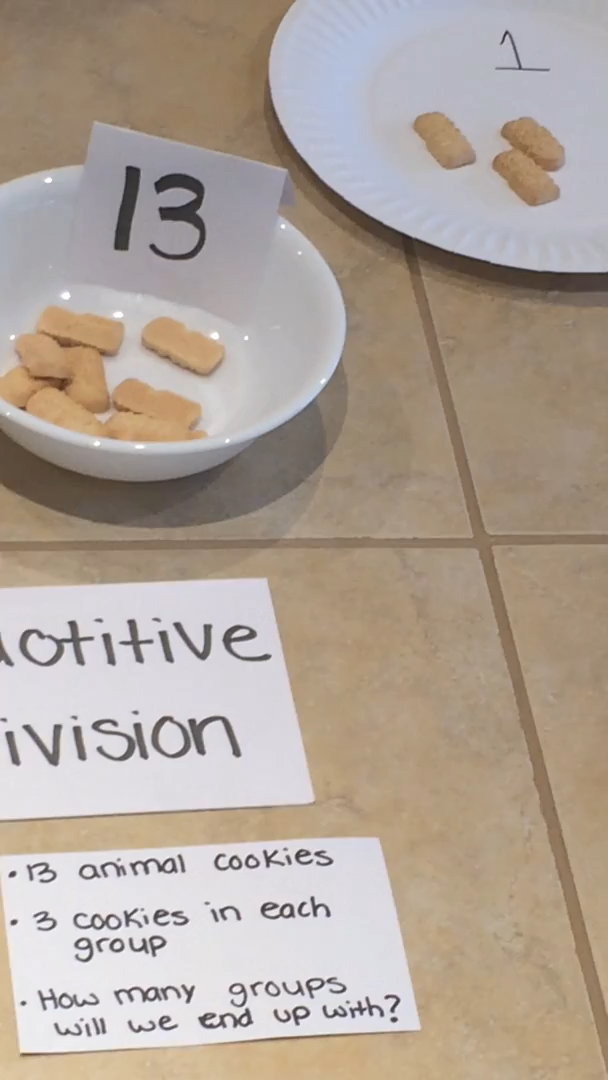 1
13
uotitive
ivision
• 13 animal cookies
• 3 cookies in each
group
• How many groups
will we end up with?